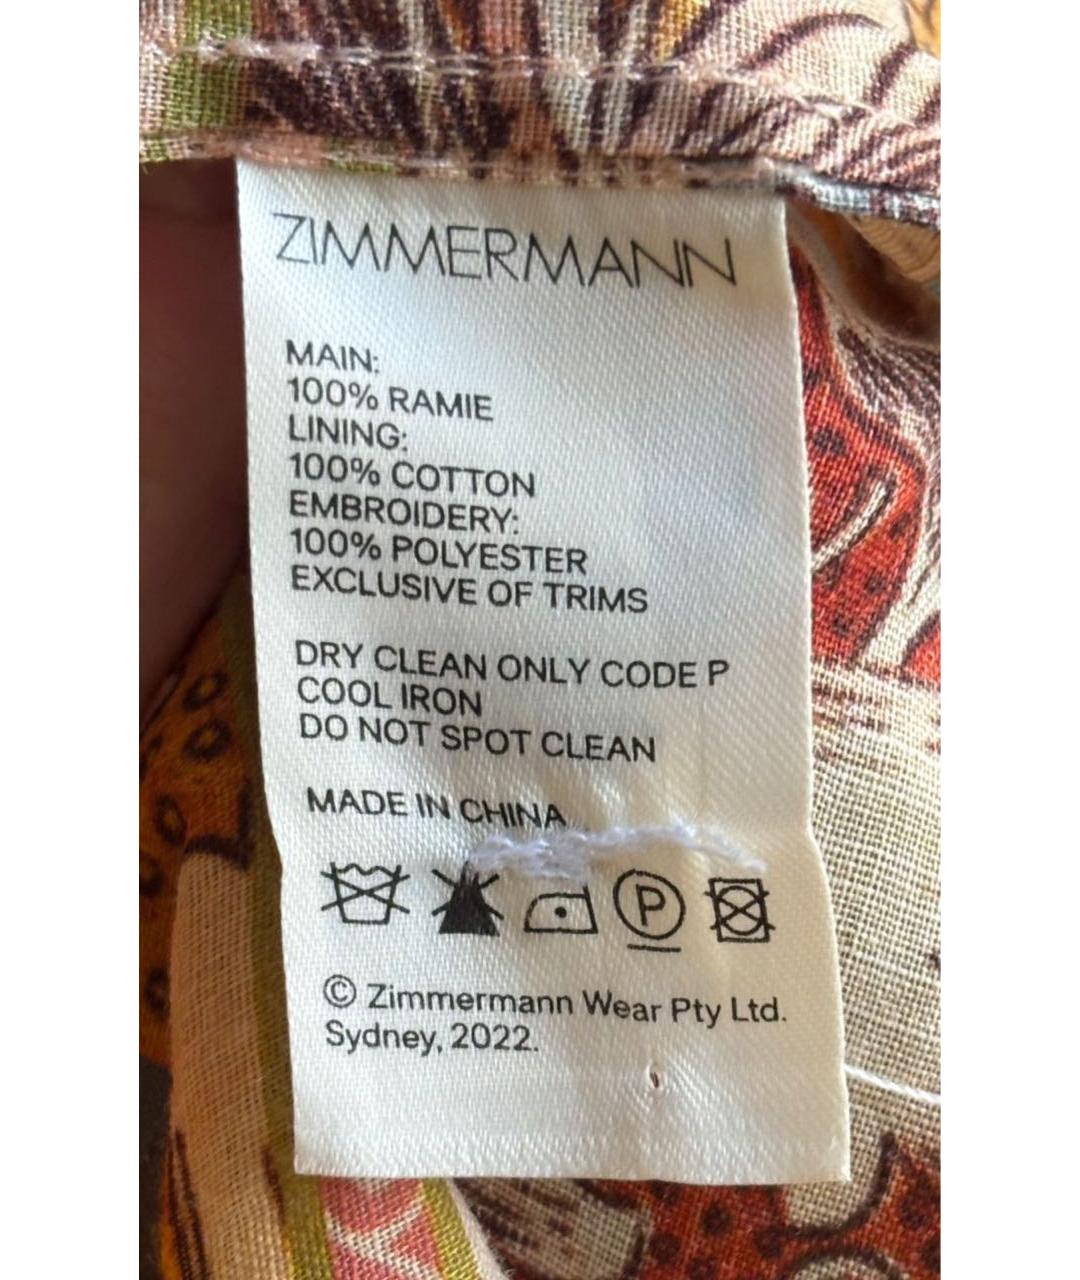 ZIMMERMANN
MAIN:
100% RAMIE
LINING:
100% COTTON
EMBROIDERY:
100% POLYESTER
EXCLUSIVE OF TRIMS
DRY CLEAN ONLY CODE P
COOL IRON
DO NOT SPOT CLEAN
MADE IN CHINA
P
© Zimmermann Wear Pty Ltd.
Sydney, 2022.